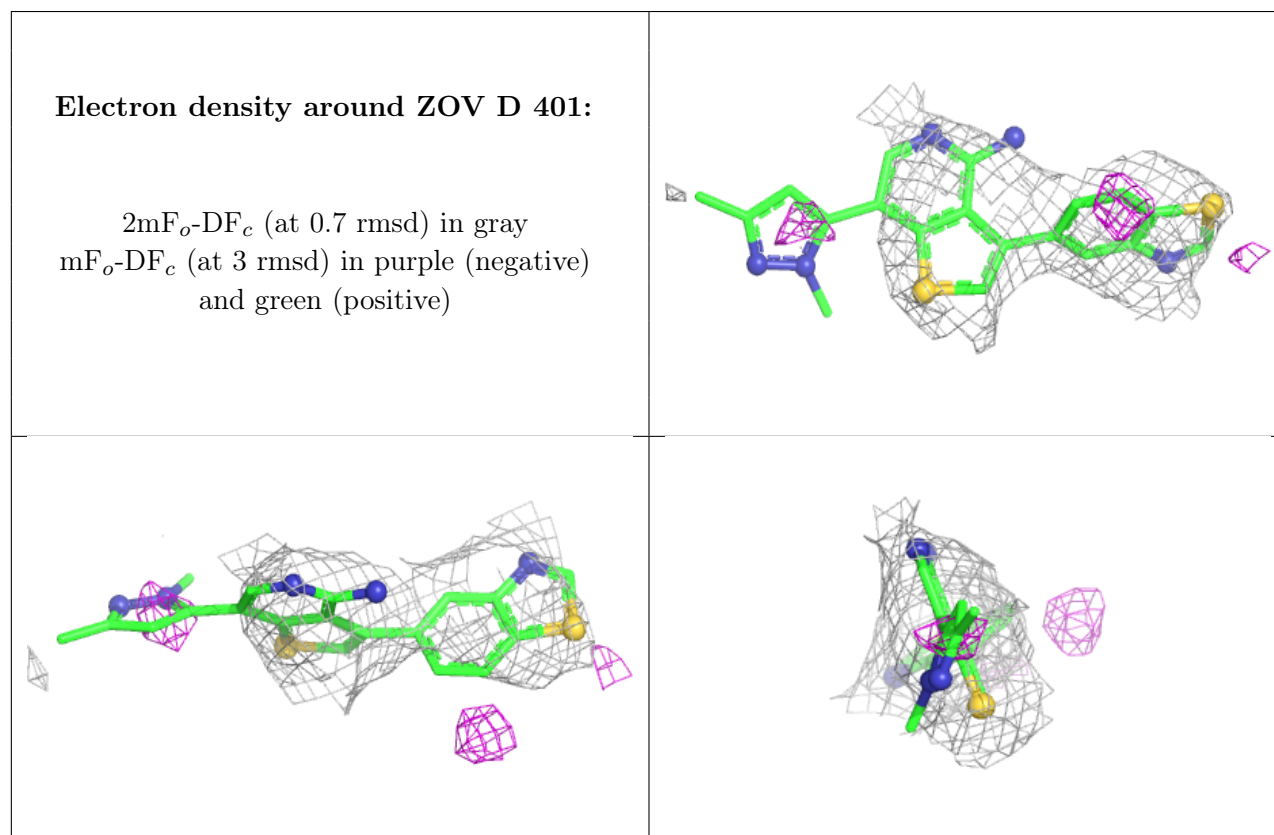 Electron density around ZOV D 401:
2mFo-DFc (at 0.7 rmsd) in gray
mFo-DFc (at 3 rmsd) in purple (negative)
and green (positive)